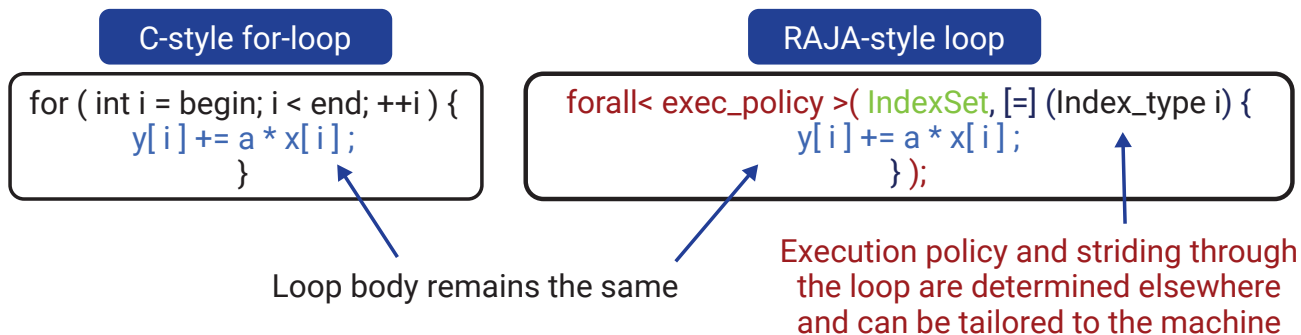 C-style for-loop
for ( int i = begin; i < end; ++i ) {
y[ i ] += a * x[ i ] ;
}
RAJA-style loop
forall< exec_policy >( IndexSet, [=] (Index_type i) {
y[ i ] += a * x[ i ] ;
} );
Loop body remains the same
Execution policy and striding through
the loop are determined elsewhere
and can be tailored to the machine